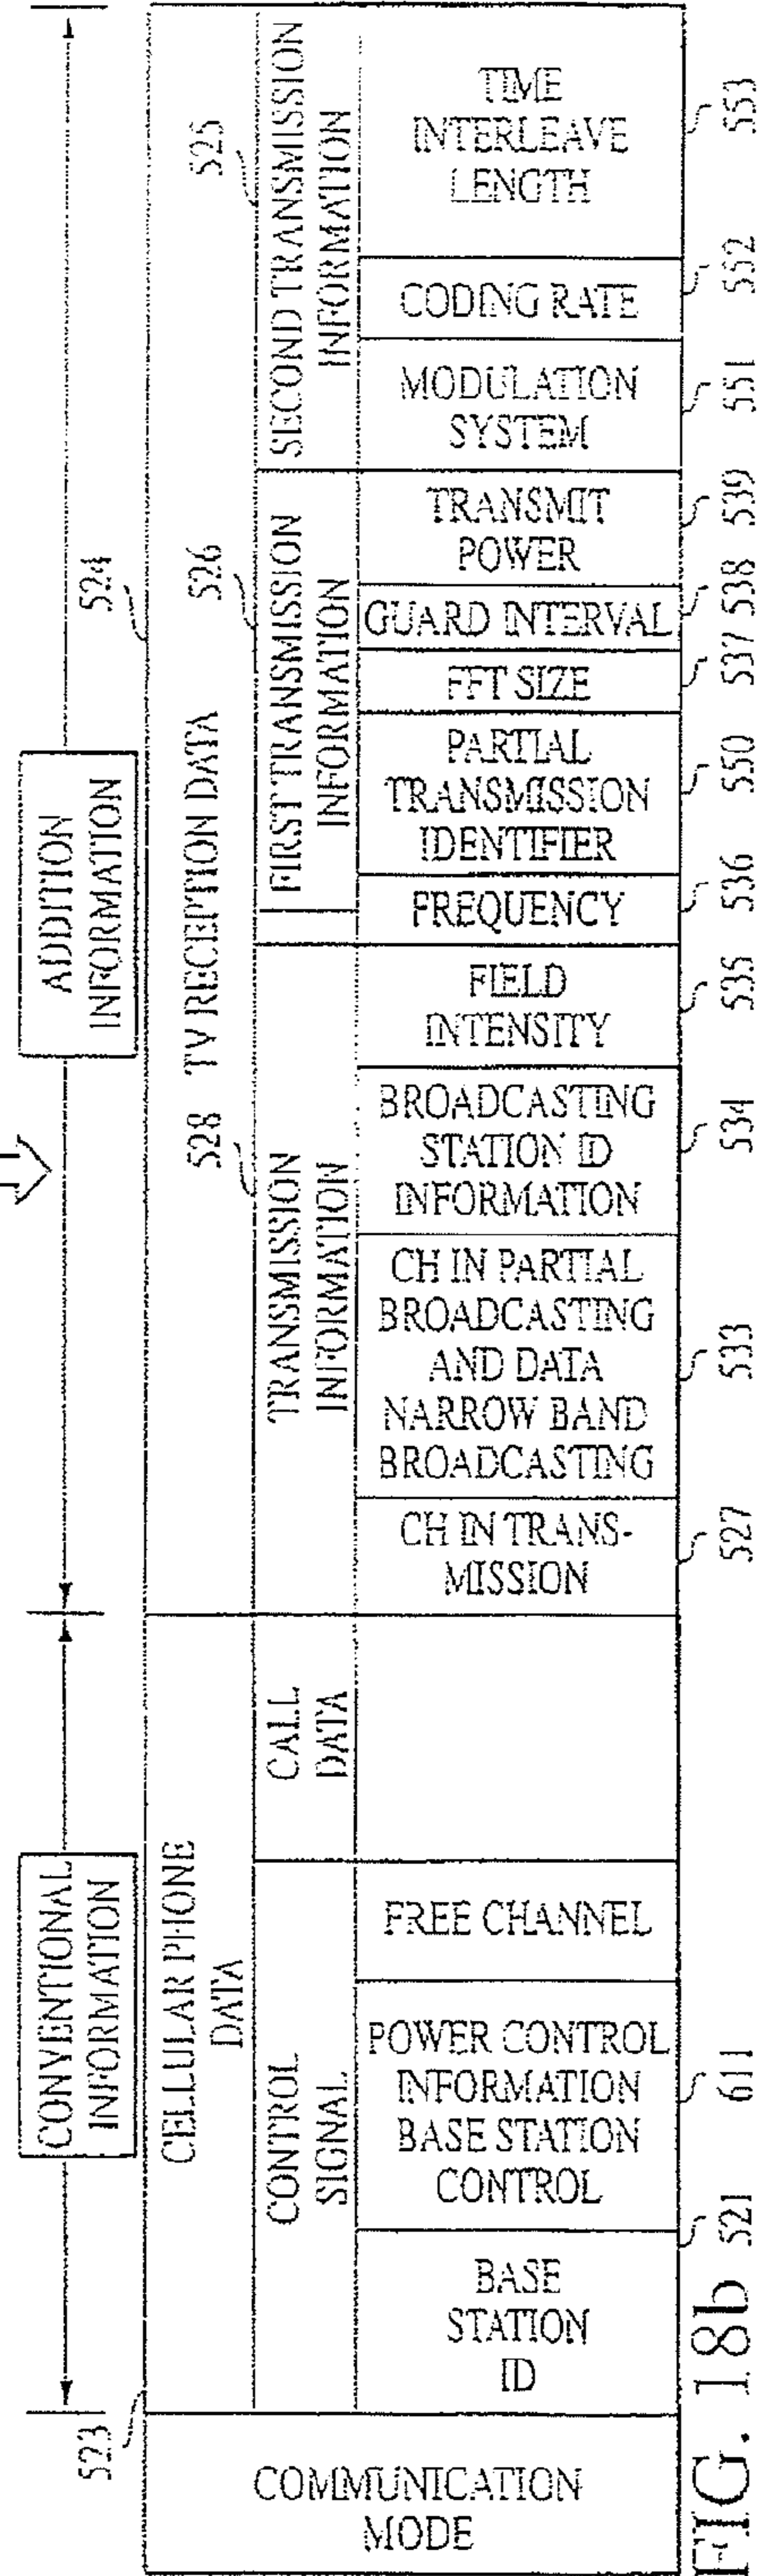 CONVENTIONAL
INFORMATION
ADDITION
INFORMATION
523
524
COMMUNICATION
MODE
CELLULAR PHONE
DATA
TV RECEPTION DATA
CONTROL
SIGNAL
CALL
DATA
528
TRANSMISSION
INFORMATION
526
FIRST TRANSMISSION
INFORMATION
525
SECOND TRANSMISSION
INFORMATION
BASE
STATION
ID
POWER CONTROL
INFORMATION
BASE STATION
CONTROL
FREE CHANNEL
CH IN TRANS-
MISSION
CH IN PARTIAL
BROADCASTING
AND DATA
NARROW BAND
BROADCASTING
BROADCASTING
STATION ID
INFORMATION
FIELD
INTENSITY
FREQUENCY
PARTIAL
TRANSMISSION
IDENTIFIER
FFT SIZE
GUARD INTERVAL
TRANSMIT
POWER
MODULATION
SYSTEM
CODING RATE
TIME
INTERLEAVE
LENGTH
521
611
527
533
534
535
536
550
537
538
539
551
552
553
FIG. 18b